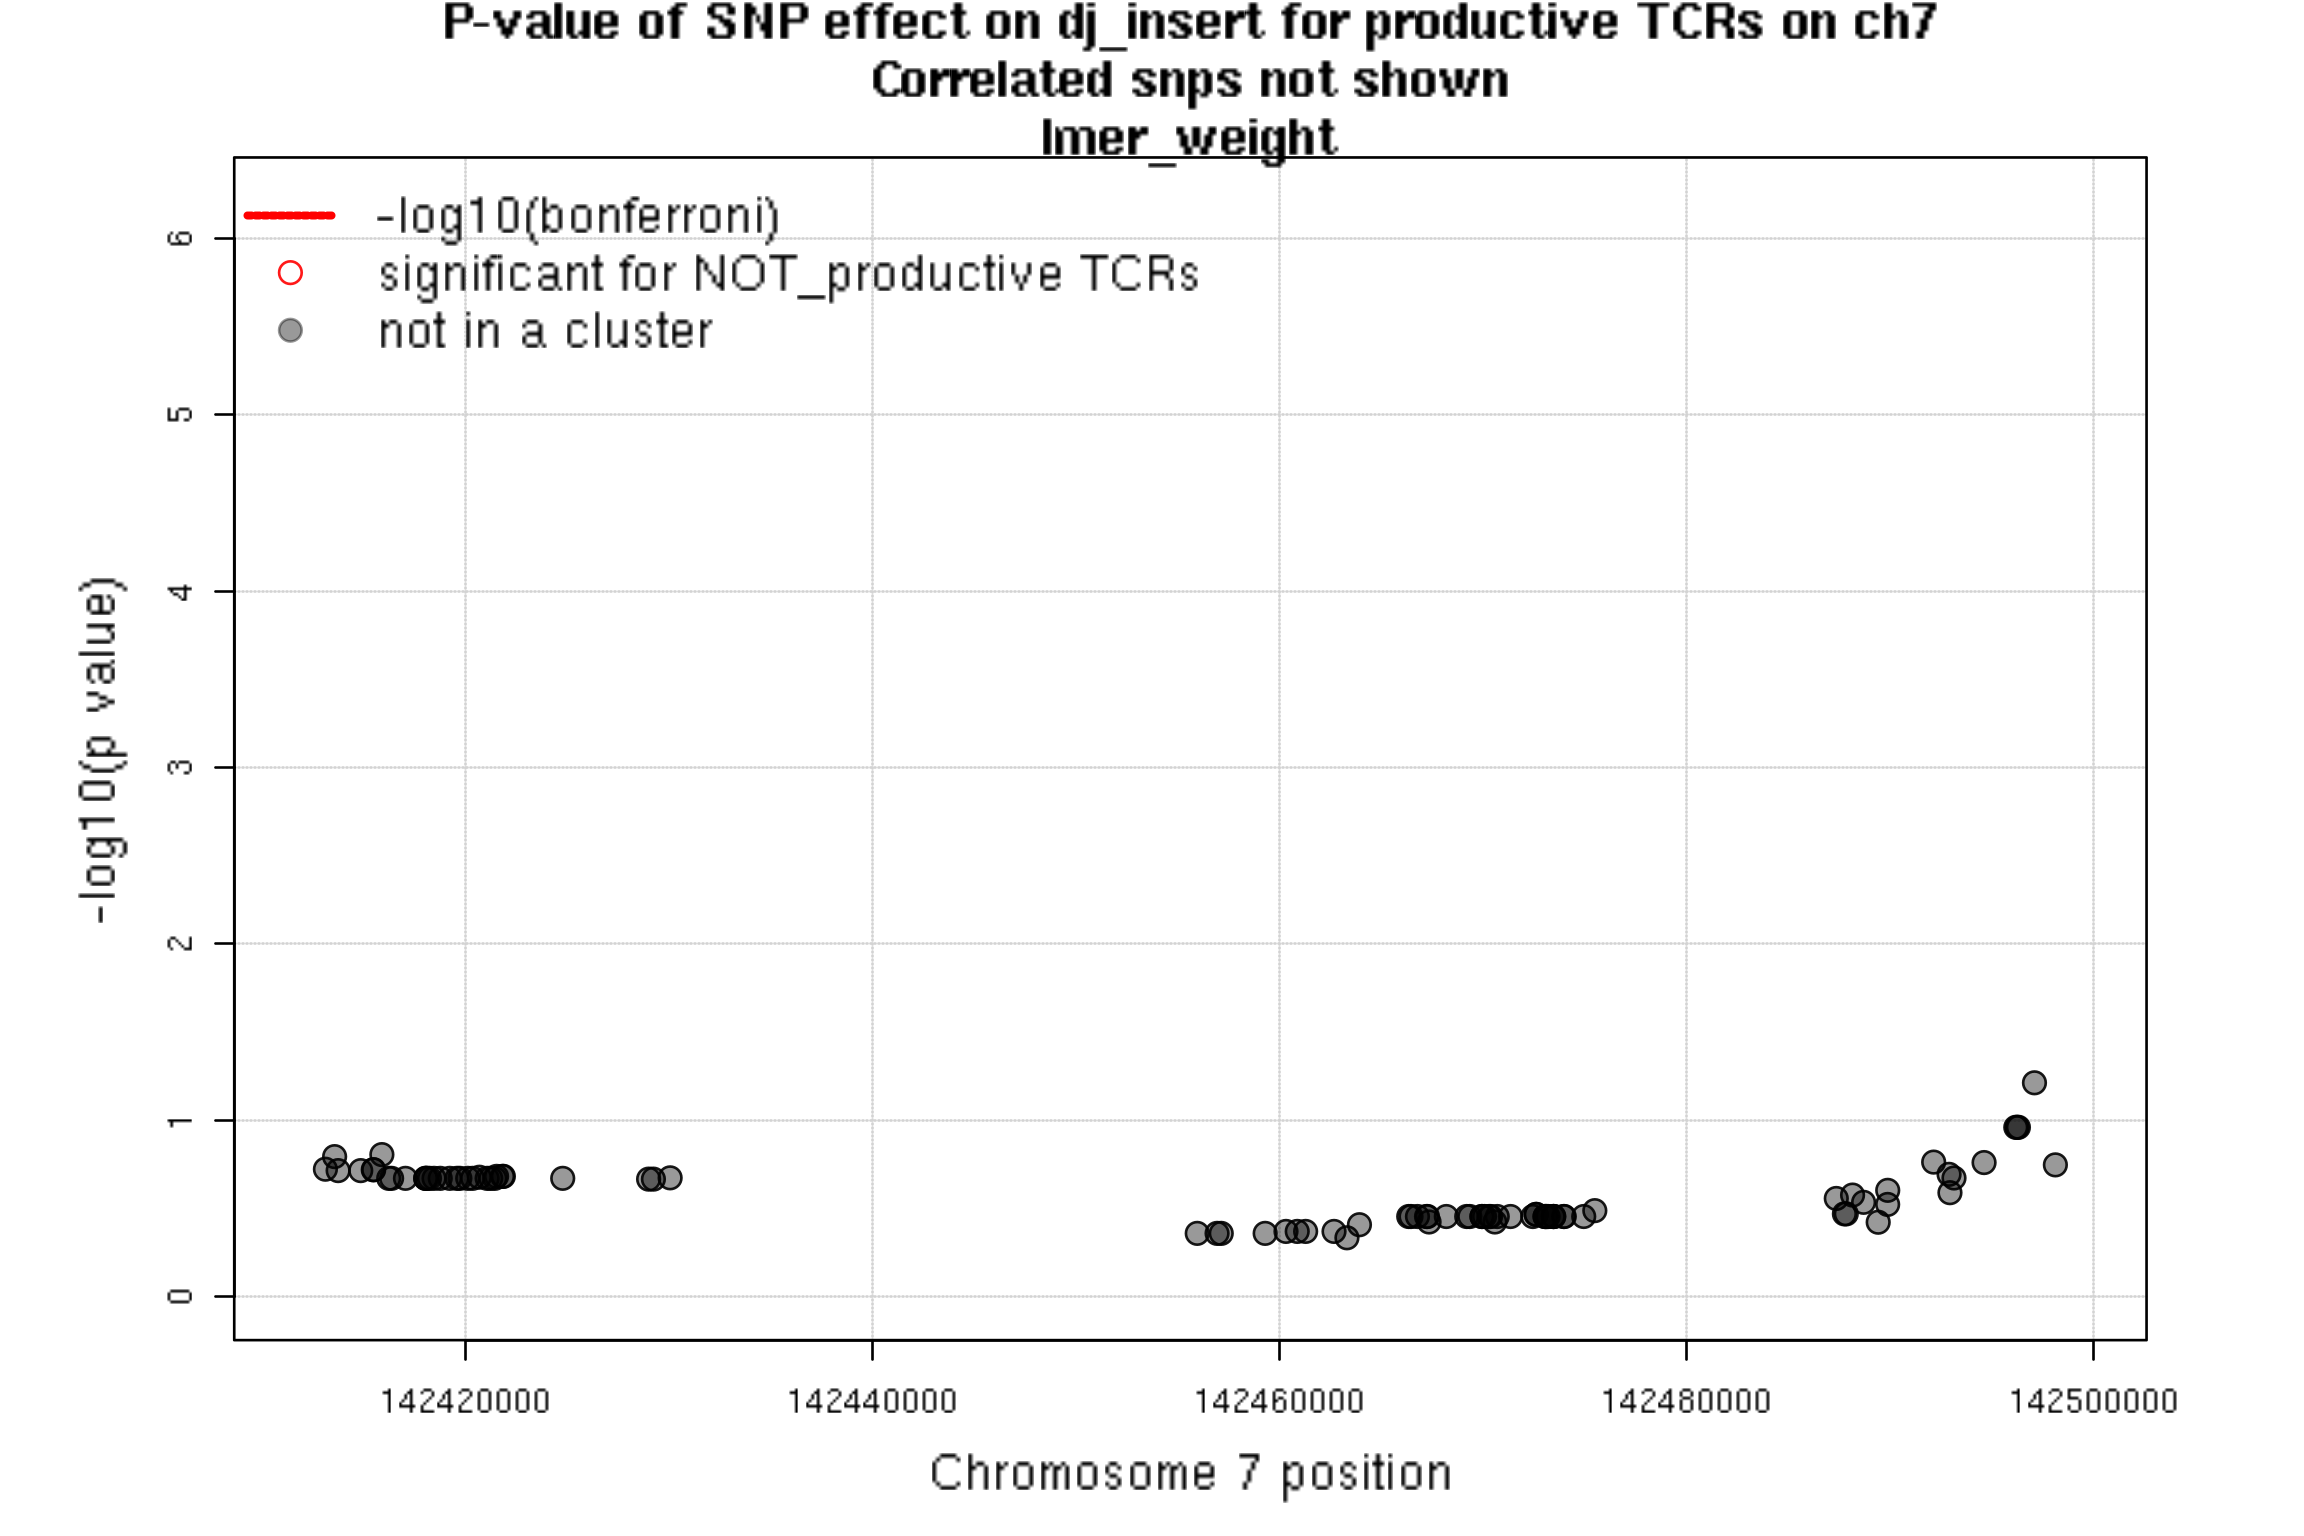 P-value of SNP effect on dj_insert for productive TCRs on ch7
Correlated snps not shown
lmer_weight
-log10(bonferroni)
significant for NOT_productive TCRs
not in a cluster
6
5
4
3
2
1
0
-log10(p value)
142420000 142440000 142460000 142480000 142500000
Chromosome 7 position